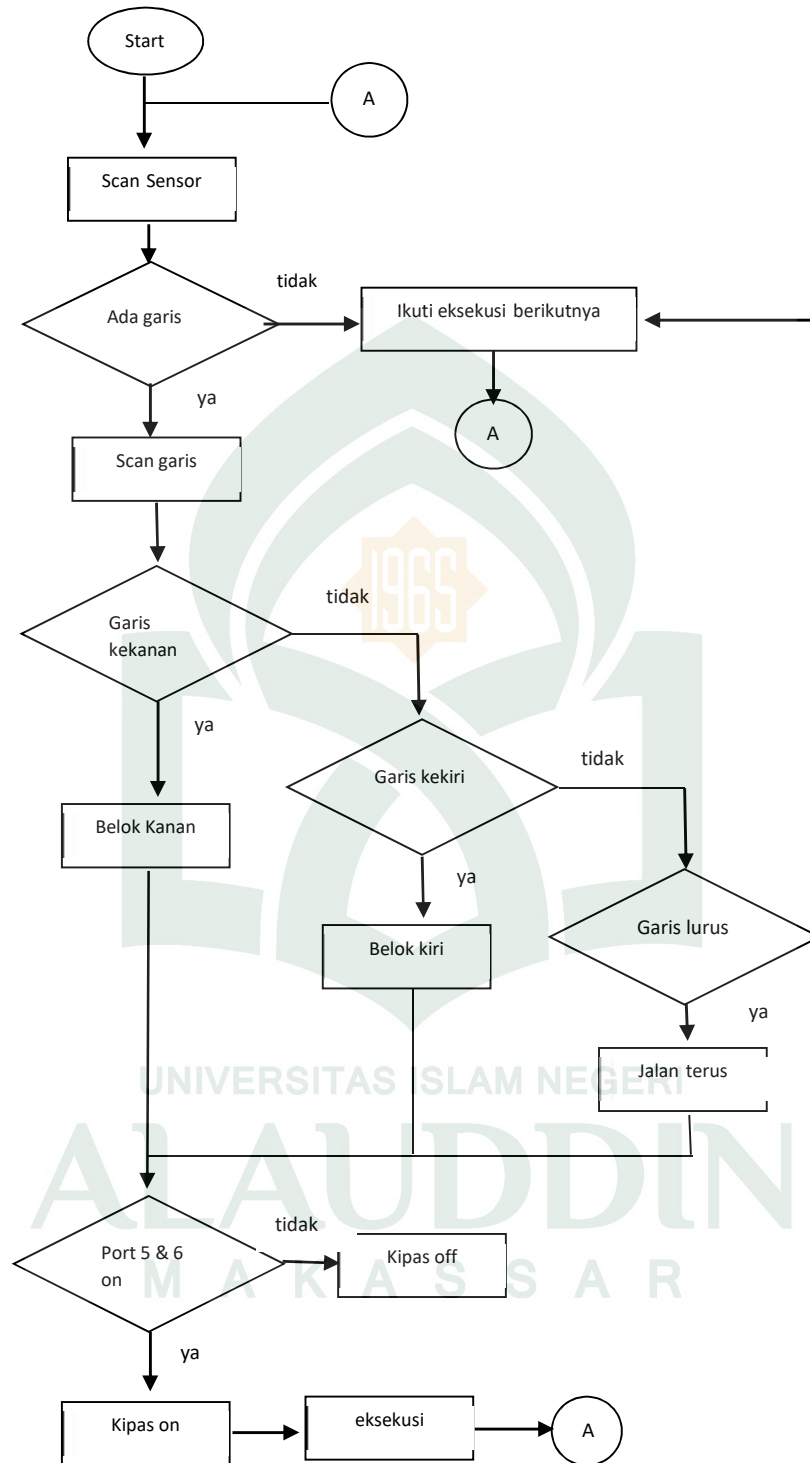 Start
A
Scan Sensor
tidak
Ada garis
Ikuti eksekusi berikutnya
ya
A
Scan garis
1965
tidak
Garis
kekanan
ya
Garis kekiri
tidak
Belok Kanan
ya
Garis lurus
Belok kiri
ya
Jalan terus
UNIVERSITAS ISLAM NEGERI
ALAUDDIN
MAKASSAR
tidak
Port 5 & 6
on
Kipas off
ya
Kipas on
eksekusi
A